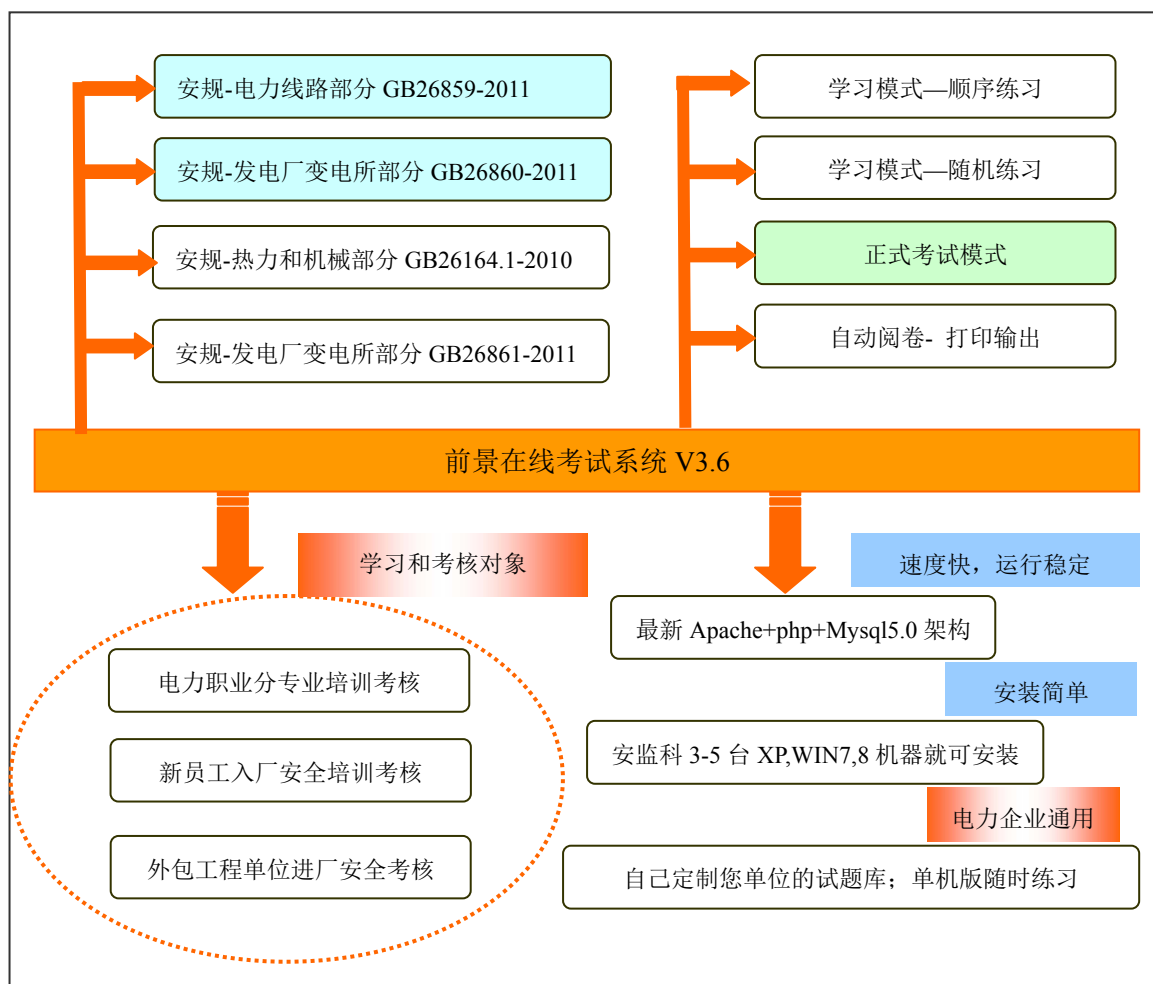 安规-电力线路部分 GB26859-2011
安规-发电厂变电所部分 GB26860-2011
安规-热力和机械部分 GB26164.1-2010
安规-发电厂变电所部分 GB26861-2011
学习模式—顺序练习
学习模式—随机练习
正式考试模式
自动阅卷- 打印输出
前景在线考试系统 V3.6
学习和考核对象
电力职业分专业培训考核
新员工入厂安全培训考核
外包工程单位进厂安全考核
速度快，运行稳定
最新 Apache+php+Mysql5.0 架构
安装简单
安监科 3-5 台 XP,WIN7,8 机器就可安装
电力企业通用
自己定制您单位的试题库；单机版随时练习